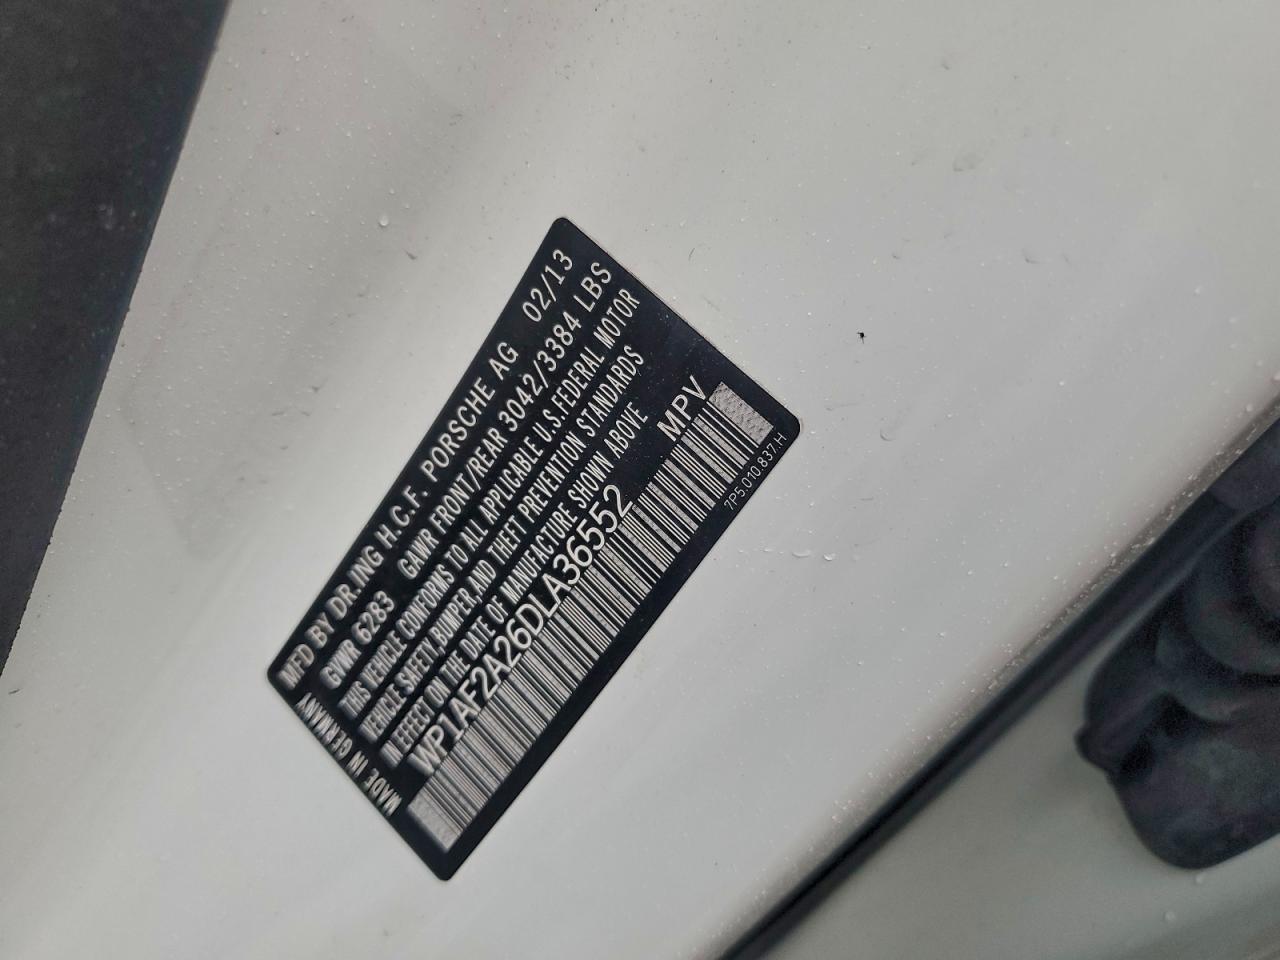 MFD BY DR.ING H.C.F. PORSCHE AG 02/13
GVWR 6283 GAWR FRONT/REAR 3042/3384 LBS
THIS VEHICLE CONFORMS TO ALL APPLICABLE U.S.FEDERAL MOTOR
VEHICLE SAFETY,BUMPER,AND THEFT PREVENTION STANDARDS
IN EFFECT ON THE DATE OF MANUFACTURE SHOWN ABOVE
WP1AF2A26DLA36552 MPV
MADE IN GERMANY
7P5.010.837.H